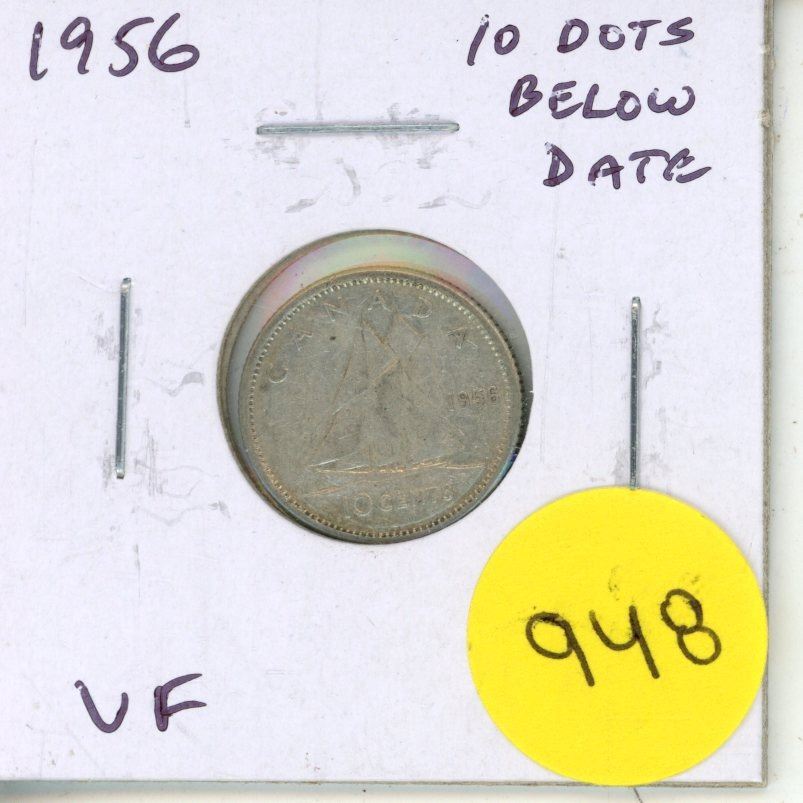 1956
10 DOTS
BELOW
DATE
CANADA
1956
10 CENTS
VF
948